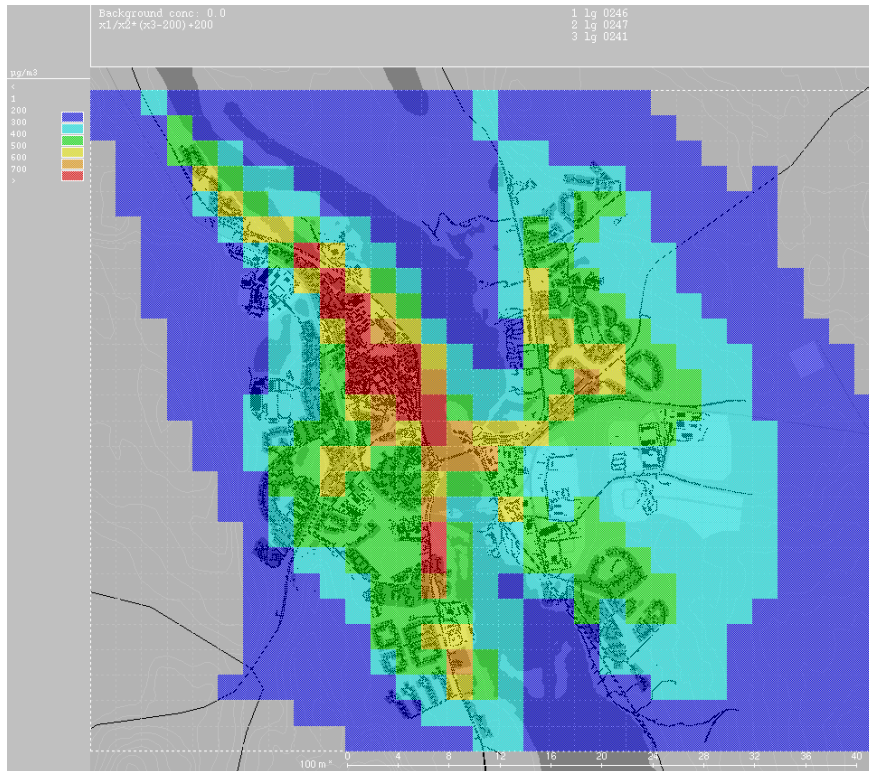 Background conc: 0.0
x1/x2*(x3-200)+200
1 lg 0246
2 lg 0247
3 lg 0241
µg/m3
<
1
200
300
400
500
600
700
>
100 m° 0 4 8 12 16 20 24 28 32 36 40